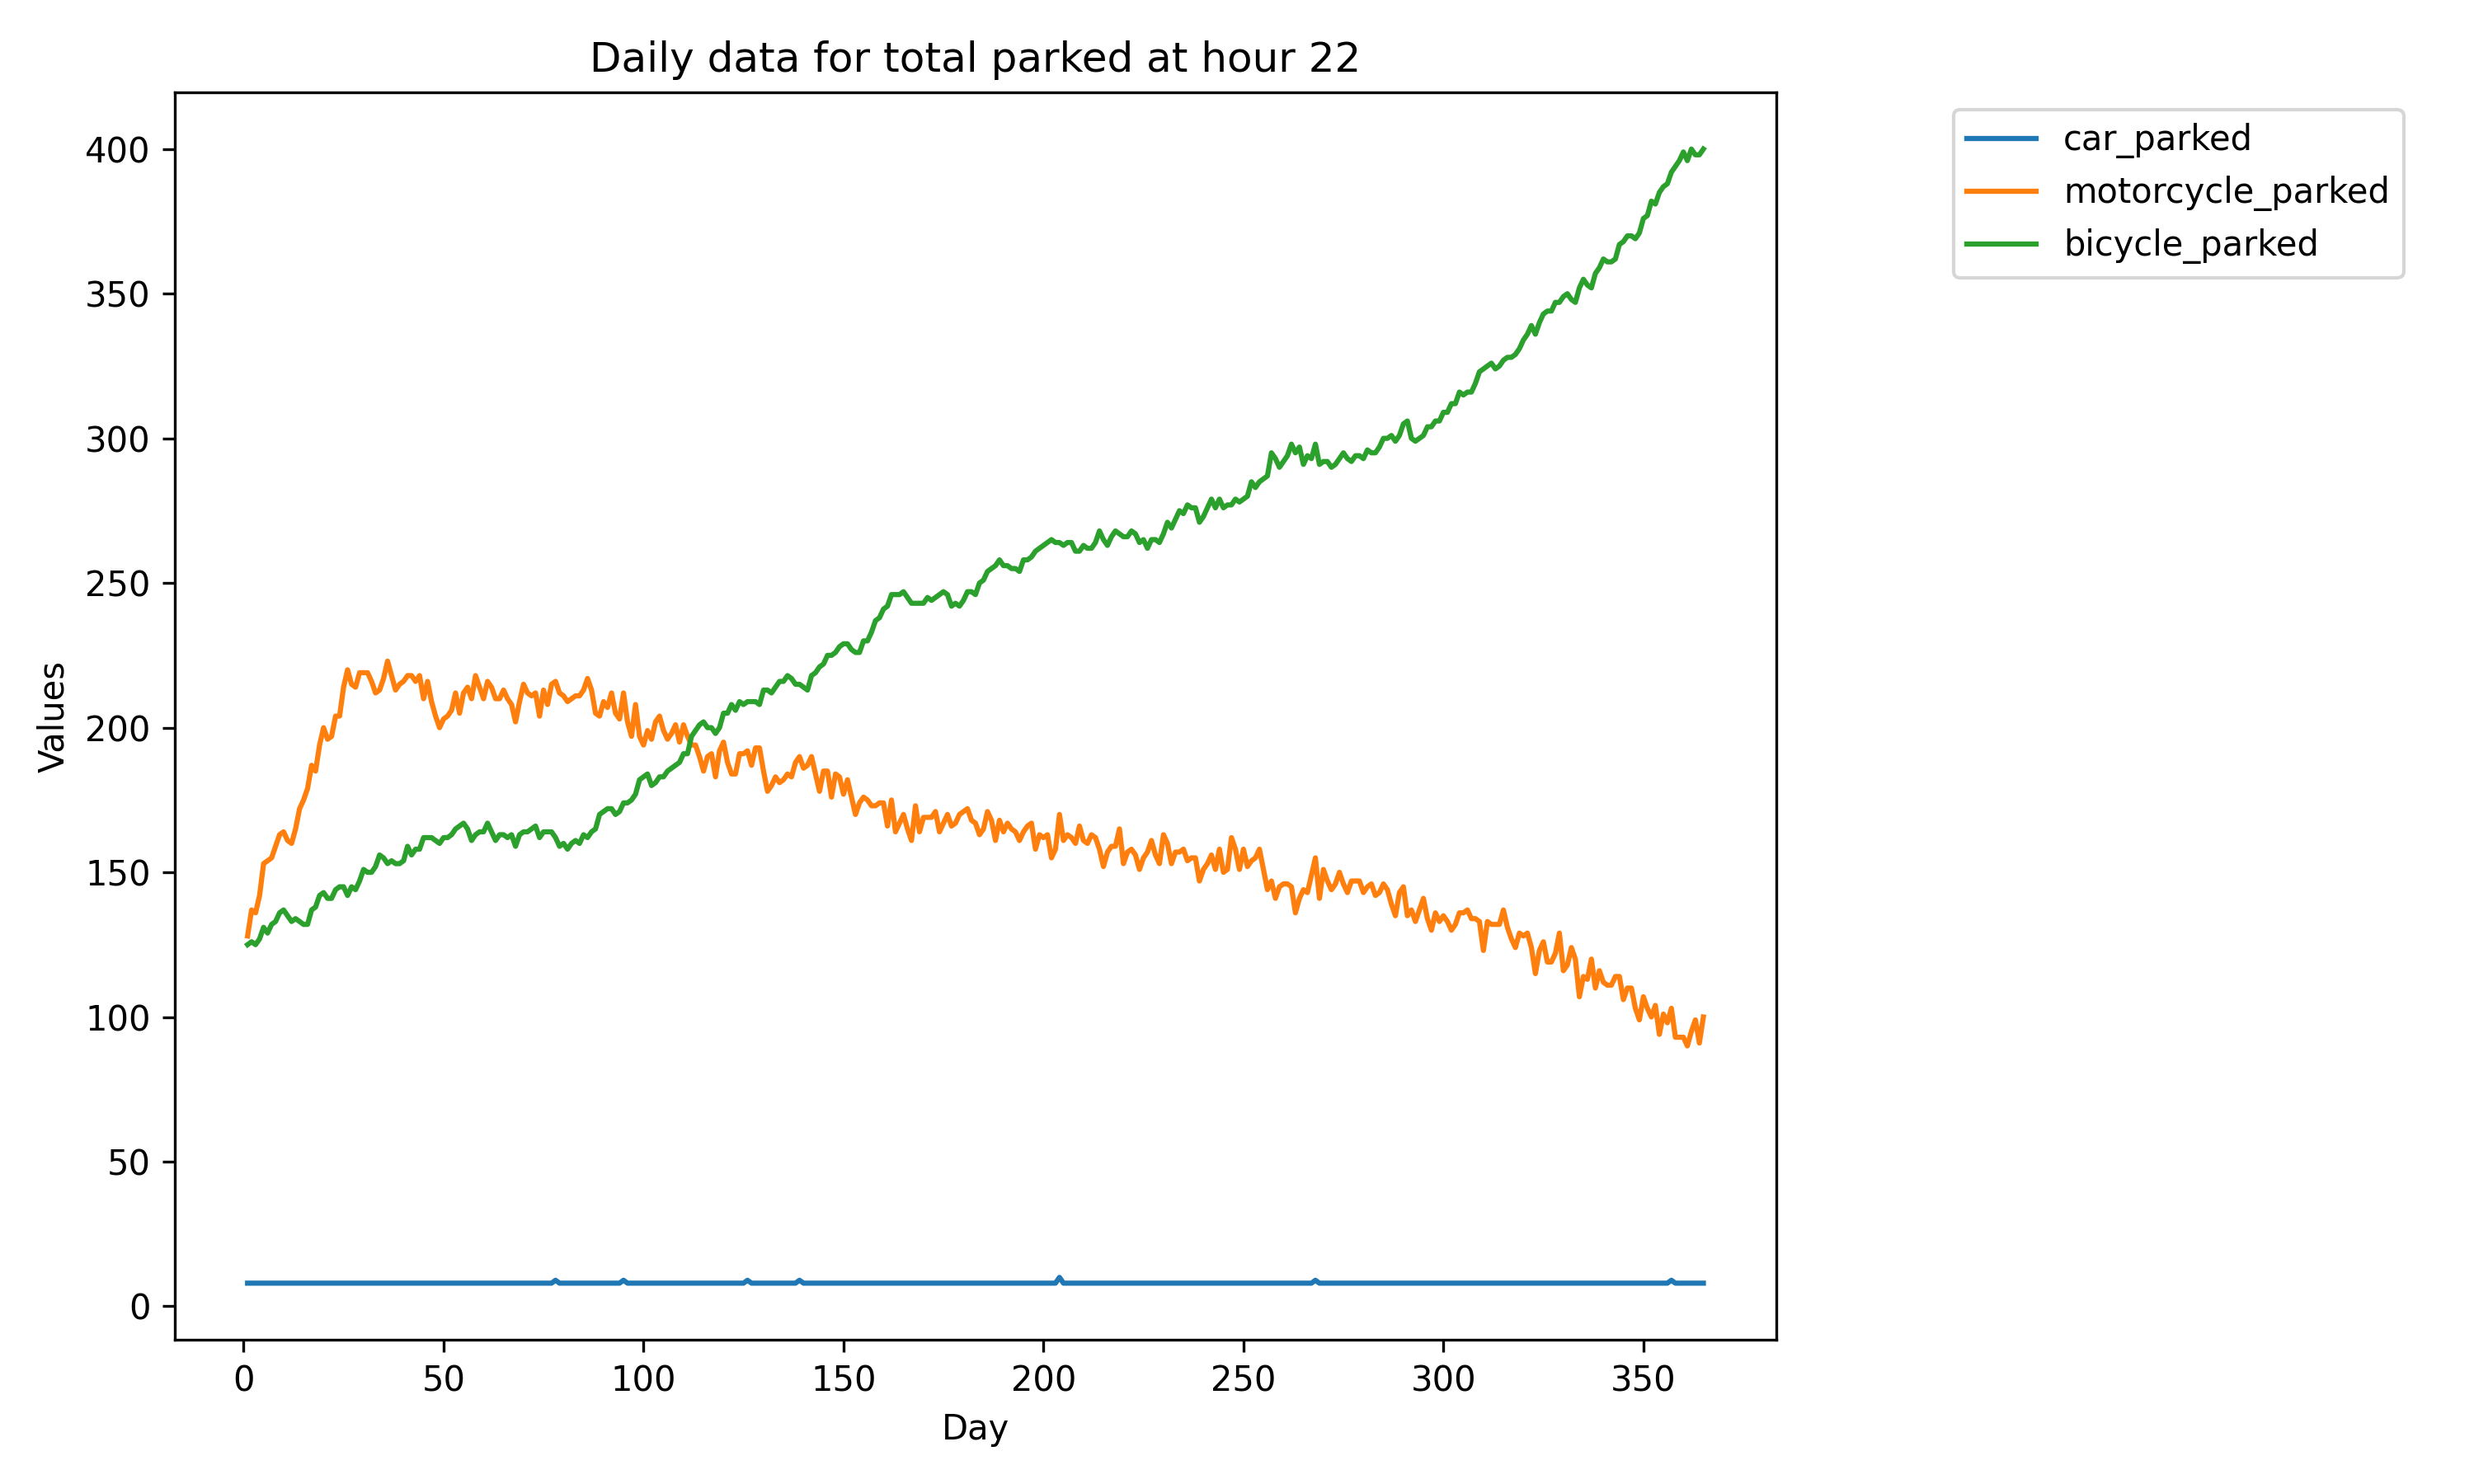 Daily data for total parked at hour 22
car_parked
motorcycle_parked
bicycle_parked
Values
400
350
300
250
200
150
100
50
0
0 50 100 150 200 250 300 350
Day